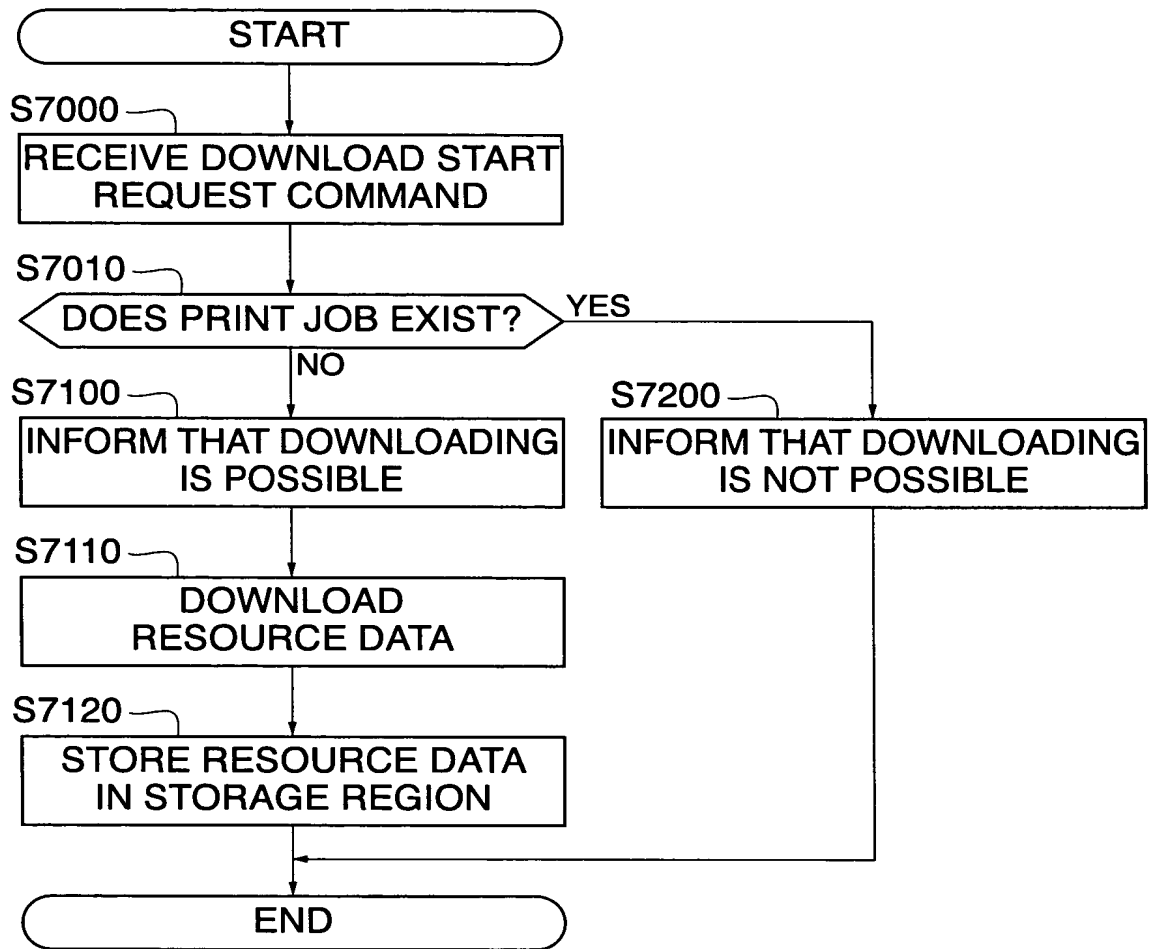 START
S7000
RECEIVE DOWNLOAD START
REQUEST COMMAND
S7010
DOES PRINT JOB EXIST?
YES
NO
S7100
INFORM THAT DOWNLOADING
IS POSSIBLE
S7200
INFORM THAT DOWNLOADING
IS NOT POSSIBLE
S7110
DOWNLOAD
RESOURCE DATA
S7120
STORE RESOURCE DATA
IN STORAGE REGION
END